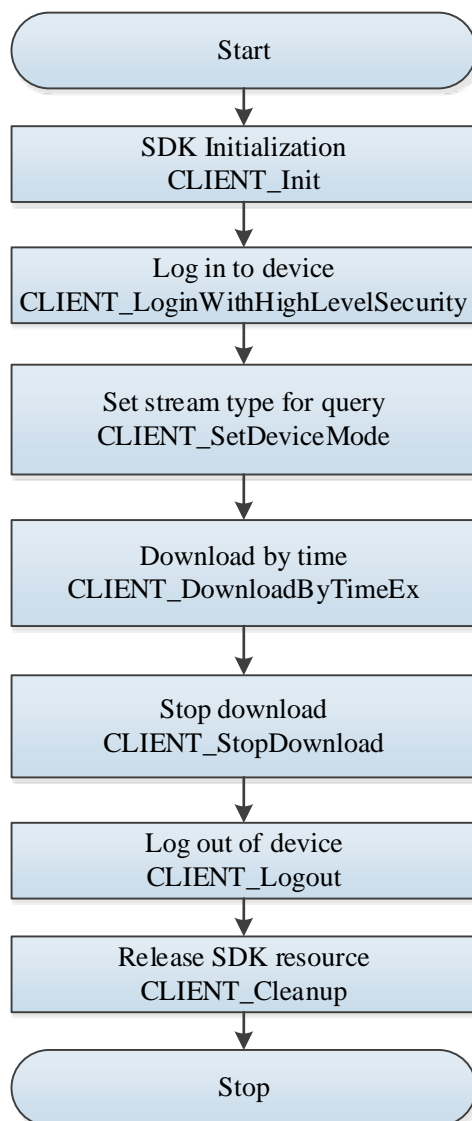 Start
SDK Initialization
CLIENT_Init
Log in to device
CLIENT_LoginWithHighLevelSecurity
Set stream type for query
CLIENT_SetDeviceMode
Download by time
CLIENT_DownloadByTimeEx
Stop download
CLIENT_StopDownload
Log out of device
CLIENT_Logout
Release SDK resource
CLIENT_Cleanup
Stop